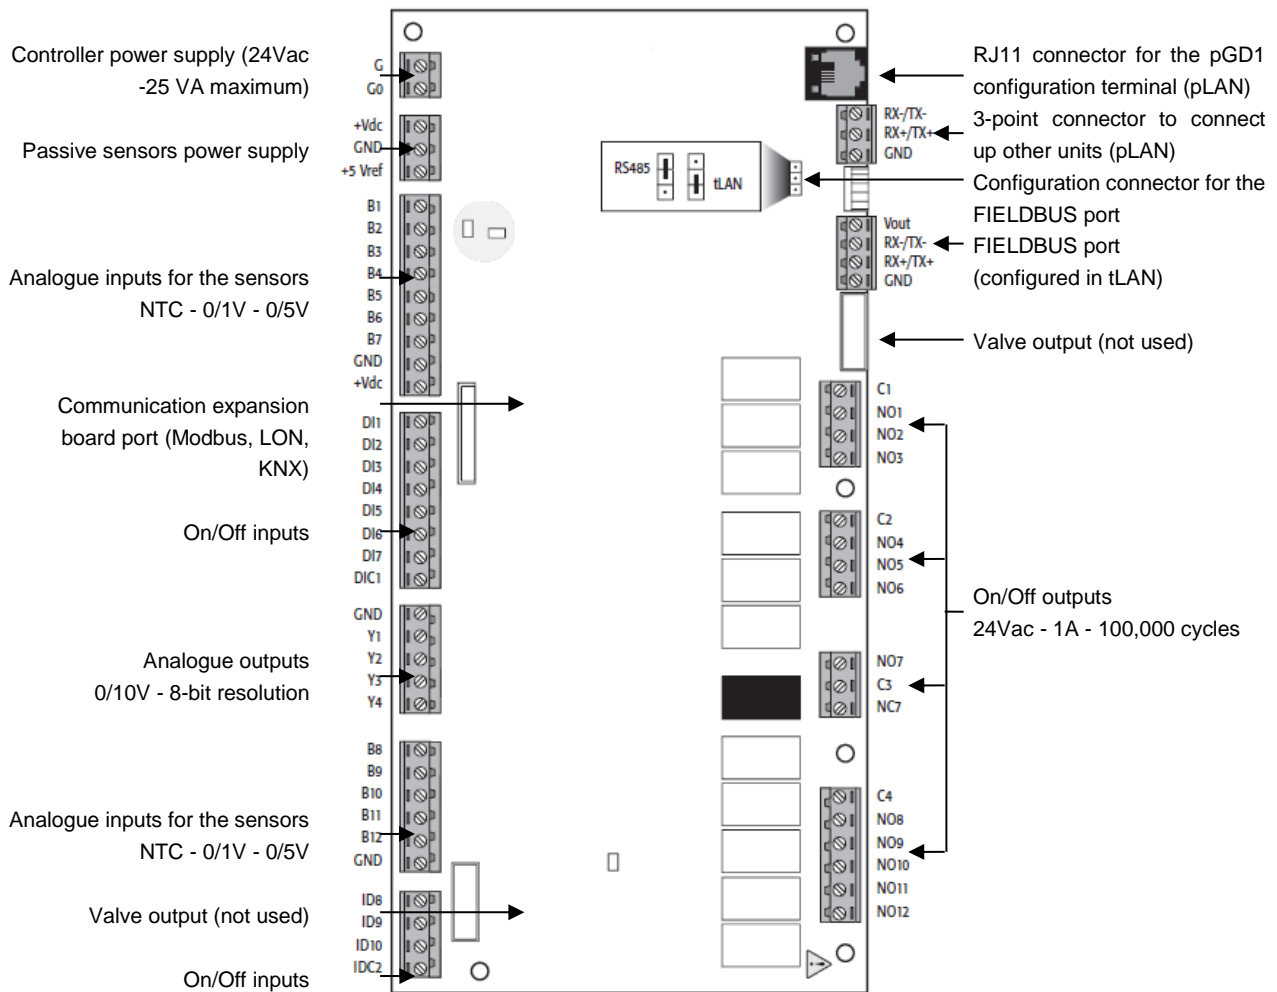 Controller power supply (24Vac
-25 VA maximum)
Passive sensors power supply
Analogue inputs for the sensors
NTC - 0/1V - 0/5V
Communication expansion
board port (Modbus, LON,
KNX)
On/Off inputs
Analogue outputs
0/10V - 8-bit resolution
Analogue inputs for the sensors
NTC - 0/1V - 0/5V
Valve output (not used)
On/Off inputs
G
G0
+Vdc
GND
+5 Vref
B1
B2
B3
B4
B5
B6
B7
GND
+Vdc
DI1
DI2
DI3
DI4
DI5
DI6
DI7
DIC1
GND
Y1
Y2
Y3
Y4
B8
B9
B10
B11
B12
GND
ID8
ID9
ID10
IDC2
RS485
tLAN
RX-/TX-
RX+/TX+
GND
Vout
RX-/TX-
RX+/TX+
GND
C1
NO1
NO2
NO3
C2
NO4
NO5
NO6
NO7
C3
NC7
C4
NO8
NO9
NO10
NO11
NO12
RJ11 connector for the pGD1
configuration terminal (pLAN)
3-point connector to connect
up other units (pLAN)
Configuration connector for the
FIELDBUS port
FIELDBUS port
(configured in tLAN)
Valve output (not used)
On/Off outputs
24Vac - 1A - 100,000 cycles